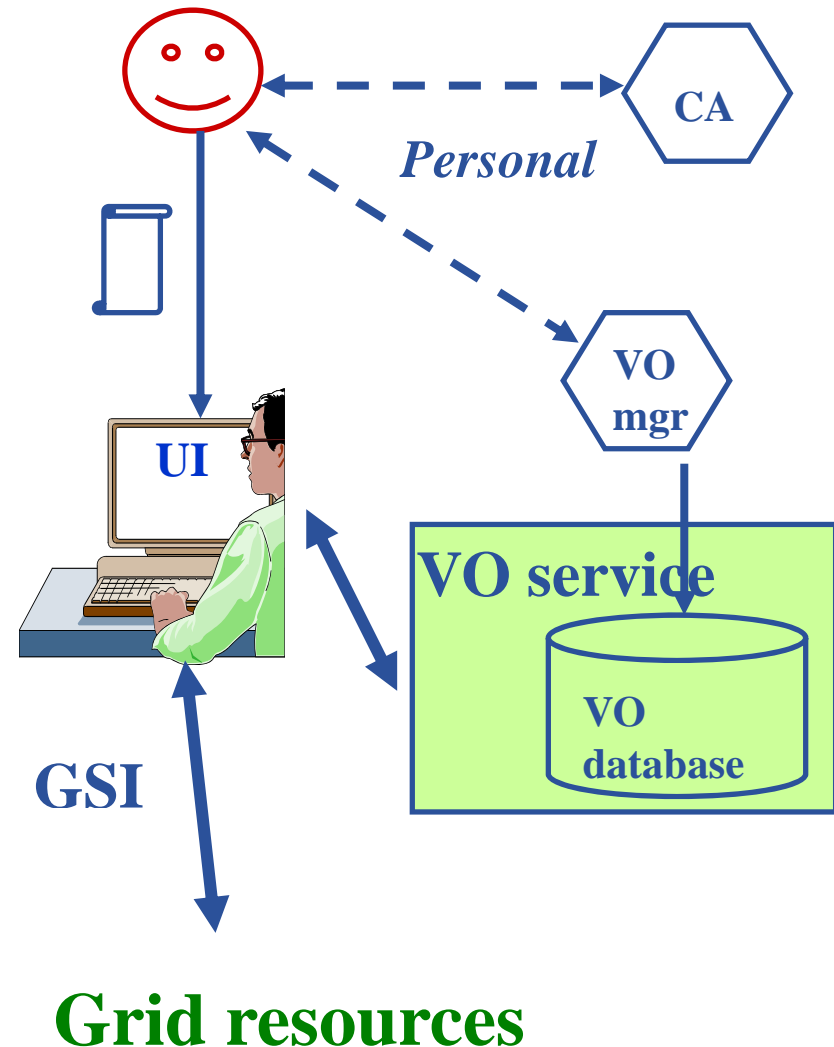 CA
Personal
VO
mgr
UI
VO service
VO
database
GSI
Grid resources